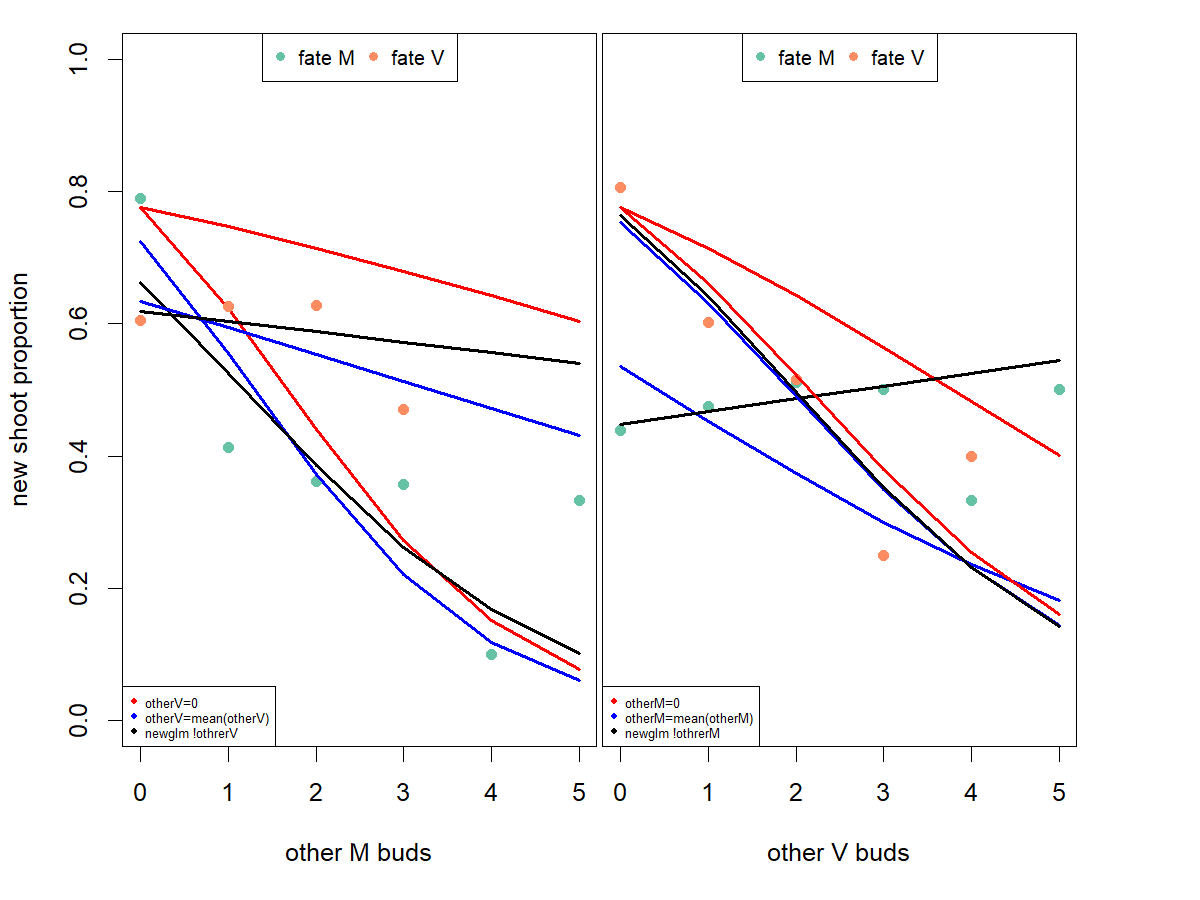 fate M fate V
fate M fate V
new shoot proportion
1.0
0.8
0.6
0.4
0.2
0.0
otherV=0
otherV=mean(otherV)
newglm !othrerV
otherM=0
otherM=mean(otherM)
newglm !othrerM
0 1 2 3 4 5
0 1 2 3 4 5
other M buds
other V buds